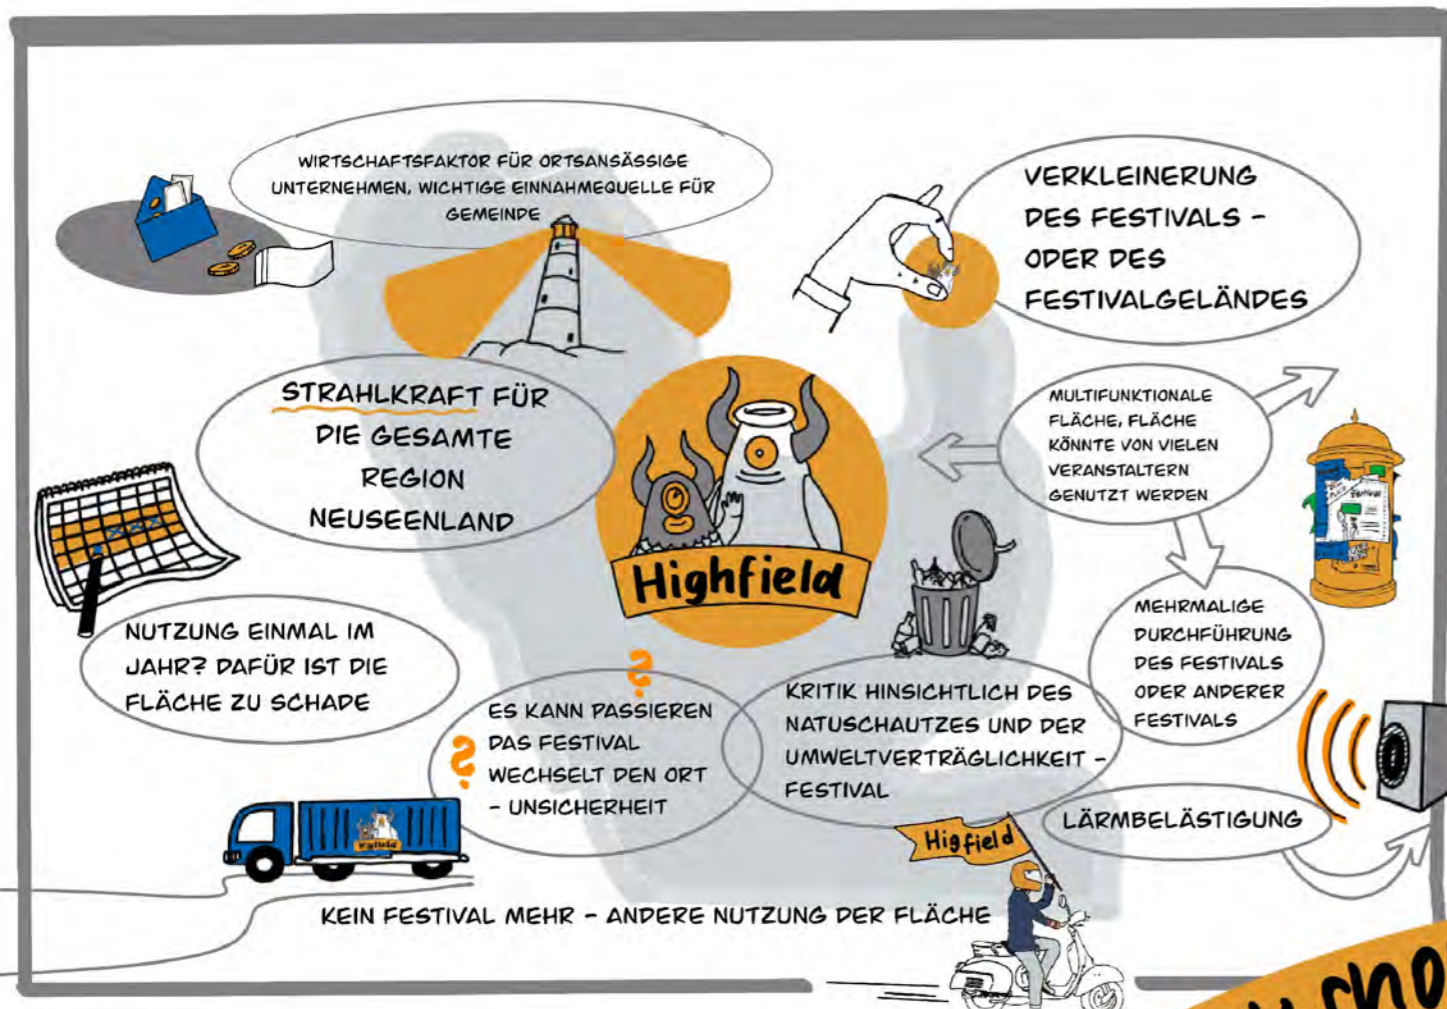 WIRTSCHAFTSFAKTOR FÜR ORTSANSÄSSIGE
UNTERNEHMEN, WICHTIGE EINNAHMEQUELLE FÜR
GEMEINDE
VERKLEINERUNG
DES FESTIVALS -
ODER DES
FESTIVALGELÄNDES
STRAHLKRAFT FÜR
DIE GESAMTE
REGION
NEUSEENLAND
MULTIFUNKTIONALE
FLÄCHE, FLÄCHE
KÖNNTE VON VIELEN
VERANSTALTERN
GENUTZT WERDEN
Festival
Highfield
NUTZUNG EINMAL IM
JAHR? DAFÜR IST DIE
FLÄCHE ZU SCHADE
MEHRMALIGE
DURCHFÜHRUNG
DES FESTIVALS
ODER ANDERER
FESTIVALS
?
?
ES KANN PASSIEREN
DAS FESTIVAL
WECHSELT DEN ORT
- UNSICHERHEIT
KRITIK HINSICHTLICH DES
NATUSCHAUTZES UND DER
UMWELTVERTRÄGLICHKEIT -
FESTIVAL
LÄRMBELÄSTIGUNG
Highfield
Higfield
KEIN FESTIVAL MEHR - ANDERE NUTZUNG DER FLÄCHE